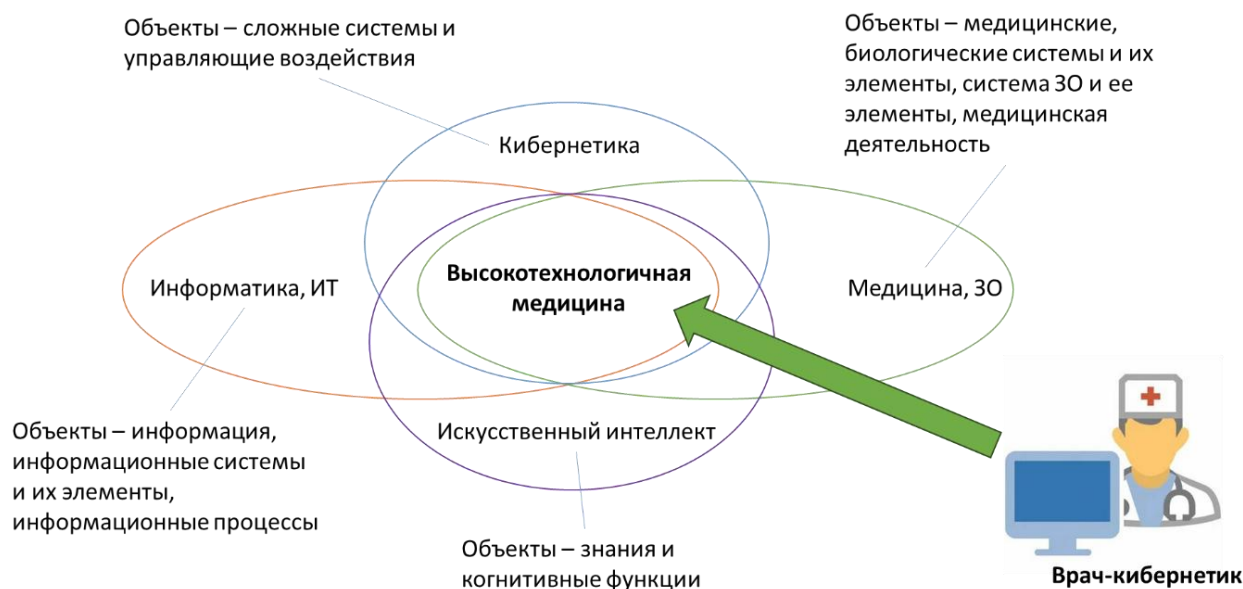 Объекты – сложные системы и
управляющие воздействия
Объекты – медицинские,
биологические системы и их
элементы, система ЗО и ее
элементы, медицинская
деятельность
Кибернетика
Информатика, ИТ
Высокотехнологичная
медицина
Медицина, ЗО
Искусственный интеллект
Объекты – информация,
информационные системы
и их элементы,
информационные процессы
Объекты – знания и
когнитивные функции
Врач-кибернетик